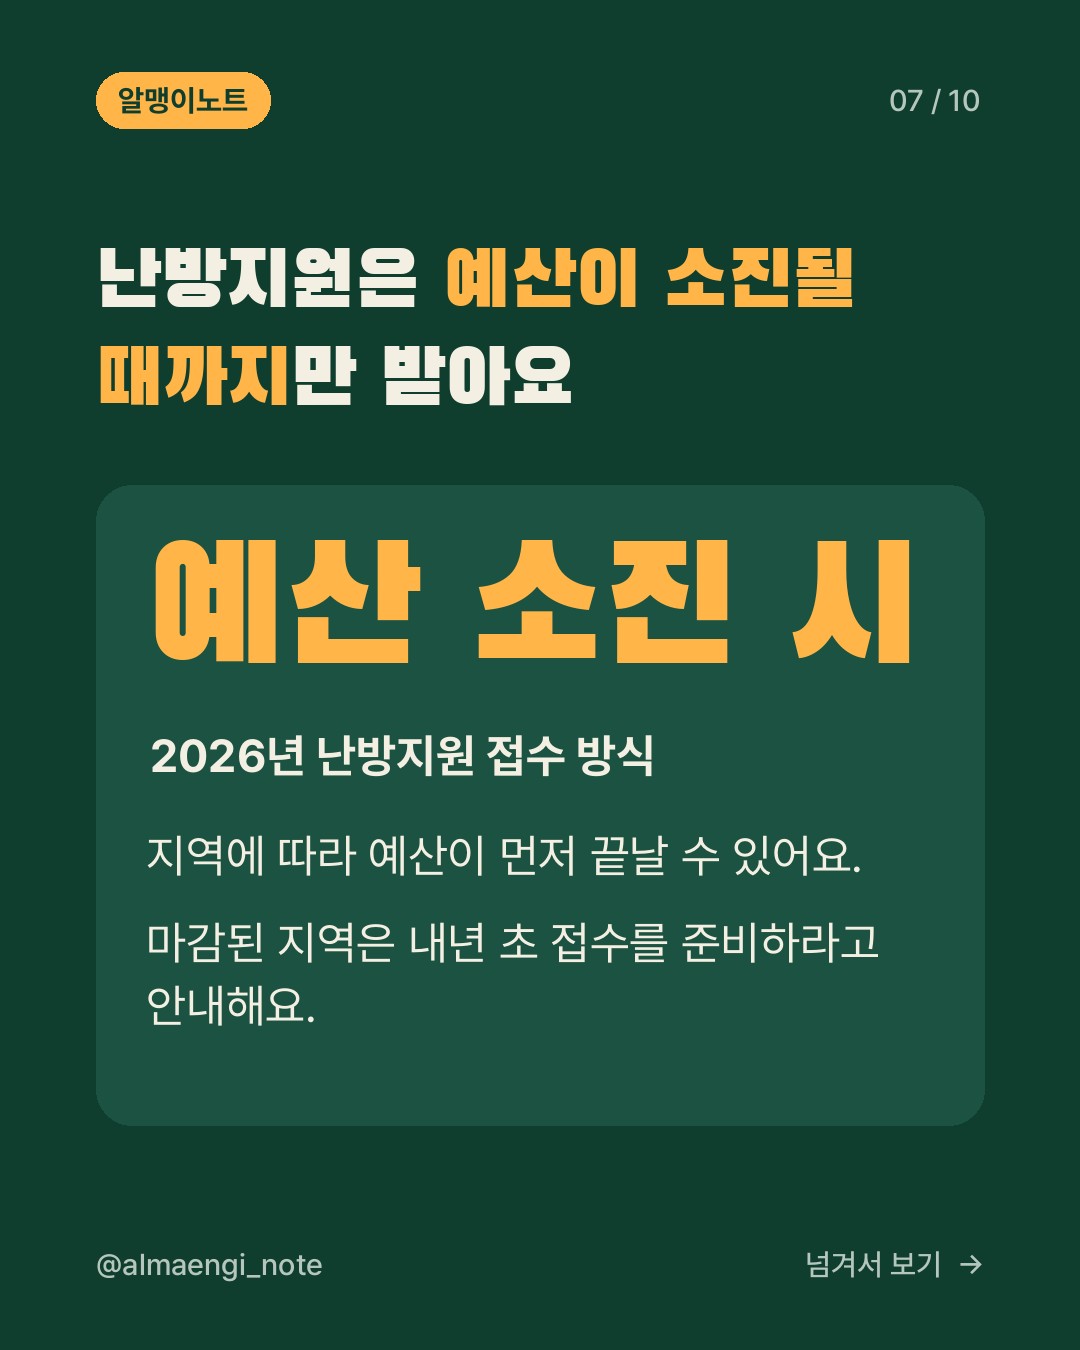 알맹이노트
07 / 10
난방지원은 예산이 소진될
때까지만 받아요
예산 소진 시
2026년 난방지원 접수 방식
지역에 따라 예산이 먼저 끝날 수 있어요.
마감된 지역은 내년 초 접수를 준비하라고
안내해요.
@almaengi_note
넘겨서 보기 →